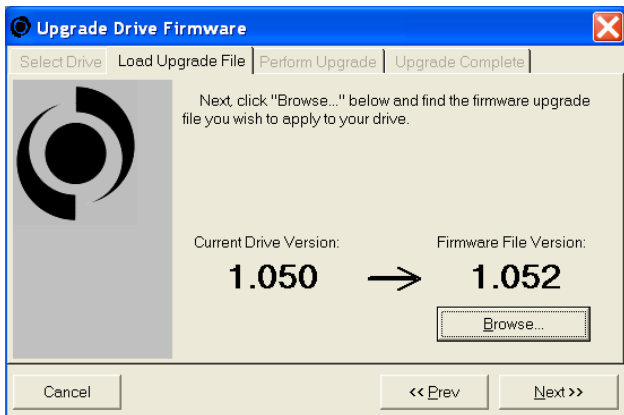 Upgrade Drive Firmware
Select Drive Load Upgrade File Perform Upgrade Upgrade Complete
Next, click "Browse..." below and find the firmware upgrade
file you wish to apply to your drive.
Current Drive Version: Firmware File Version:
1.050 → 1.052
Browse...
Cancel << Prev Next >>